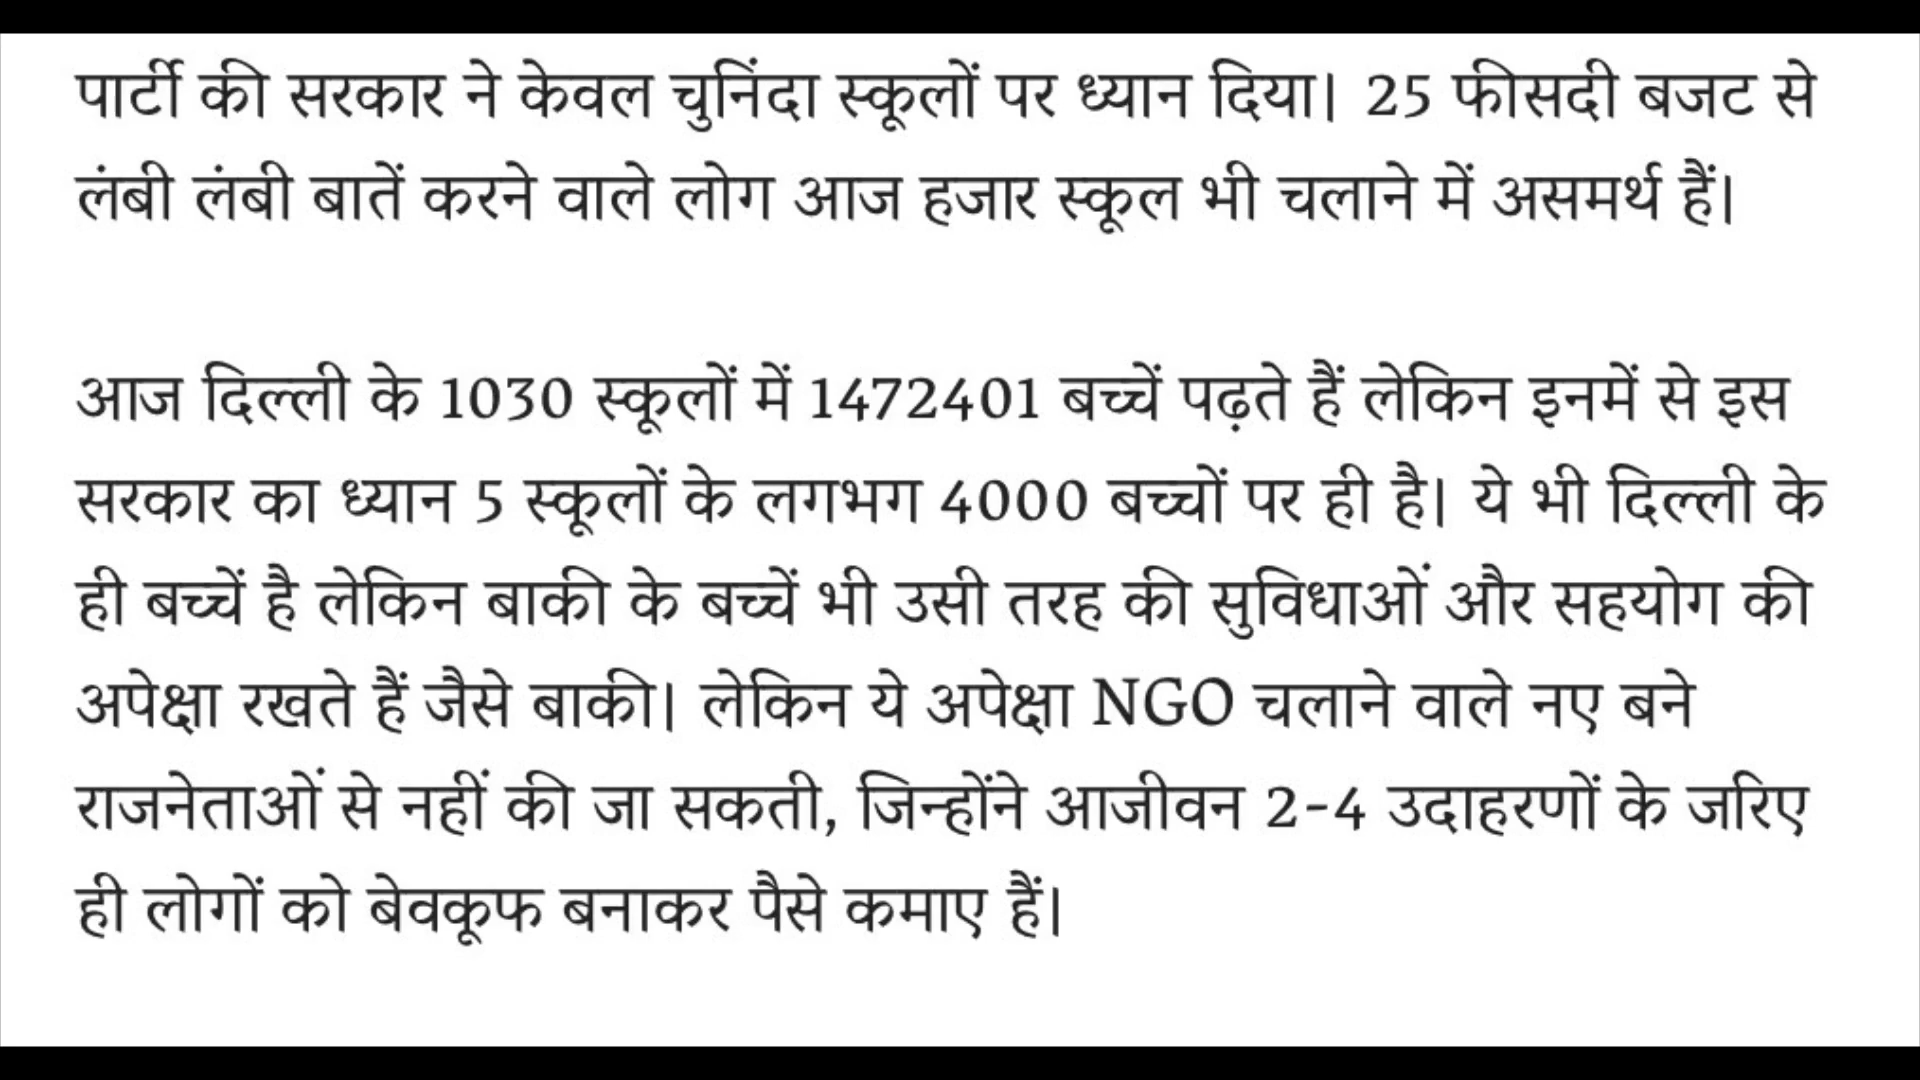 पार्टी की सरकार ने केवल चुनिंदा स्कूलों पर ध्यान दिया। 25 फीसदी बजट से
लंबी लंबी बातें करने वाले लोग आज हजार स्कूल भी चलाने में असमर्थ हैं।
आज दिल्ली के 1030 स्कूलों में 1472401 बच्चें पढ़ते हैं लेकिन इनमें से इस
सरकार का ध्यान 5 स्कूलों के लगभग 4000 बच्चों पर ही है। ये भी दिल्ली के
ही बच्चें है लेकिन बाकी के बच्चें भी उसी तरह की सुविधाओं और सहयोग की
अपेक्षा रखते हैं जैसे बाकी। लेकिन ये अपेक्षा NGO चलाने वाले नए बने
राजनेताओं से नहीं की जा सकती, जिन्होंने आजीवन 2-4 उदाहरणों के जरिए
ही लोगों को बेवकूफ बनाकर पैसे कमाए हैं।